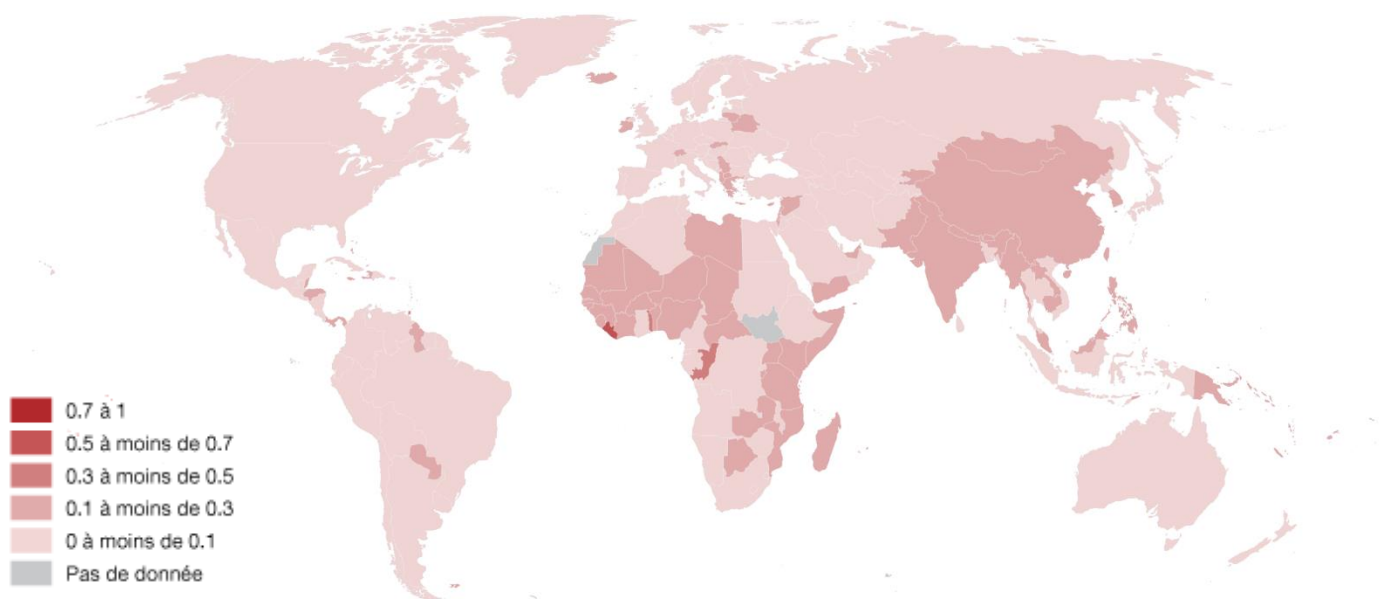 0.7 à 1
0.5 à moins de 0.7
0.3 à moins de 0.5
0.1 à moins de 0.3
0 à moins de 0.1
Pas de donnée